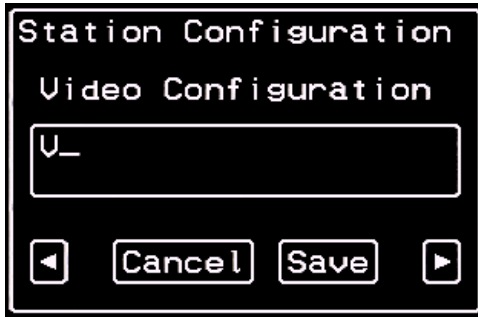 Station Configuration
Video Configuration
V_
◄ Cancel Save ►